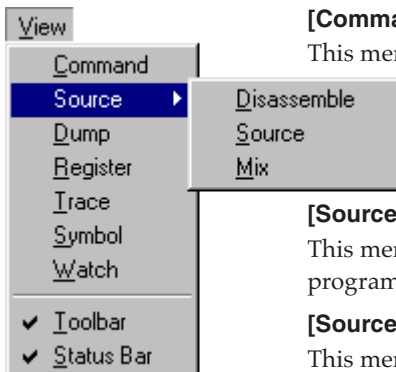 View
Command
Source
Dump
Register
Trace
Symbol
Watch
Toolbar
Status Bar
Disassemble
Source
Mix
[Comma
This mer
[Source
This mer
program
[Source
This mer